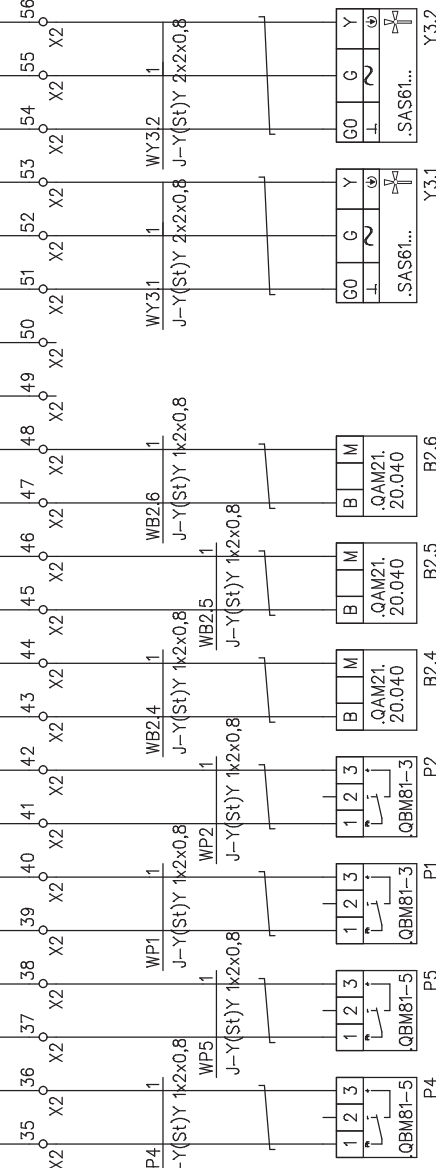 56
X2
55
X2
54
X2
WY3.2
1
J-Y(St)Y 2x2x0,8
G0
G
Y
.SAS61...
Y3.2
53
X2
52
X2
51
X2
WY3.1
1
J-Y(St)Y 2x2x0,8
G0
G
Y
.SAS61...
Y3.1
50
X2
49
X2
48
X2
47
X2
WB2.6
1
J-Y(St)Y 1x2x0,8
B
M
.QAM21.
20.040
B2.6
46
X2
45
X2
WB2.5
1
J-Y(St)Y 1x2x0,8
B
M
.QAM21.
20.040
B2.5
44
X2
43
X2
WB2.4
1
J-Y(St)Y 1x2x0,8
B
M
.QAM21.
20.040
B2.4
42
X2
41
X2
WP2
1
J-Y(St)Y 1x2x0,8
1 2 3
.QBM81-3
P2
40
X2
39
X2
WP1
1
J-Y(St)Y 1x2x0,8
1 2 3
.QBM81-3
P1
38
X2
37
X2
WP5
1
J-Y(St)Y 1x2x0,8
1 2 3
.QBM81-5
P5
36
X2
35
X2
P4
1
-Y(St)Y 1x2x0,8
1 2 3
.QBM81-5
P4